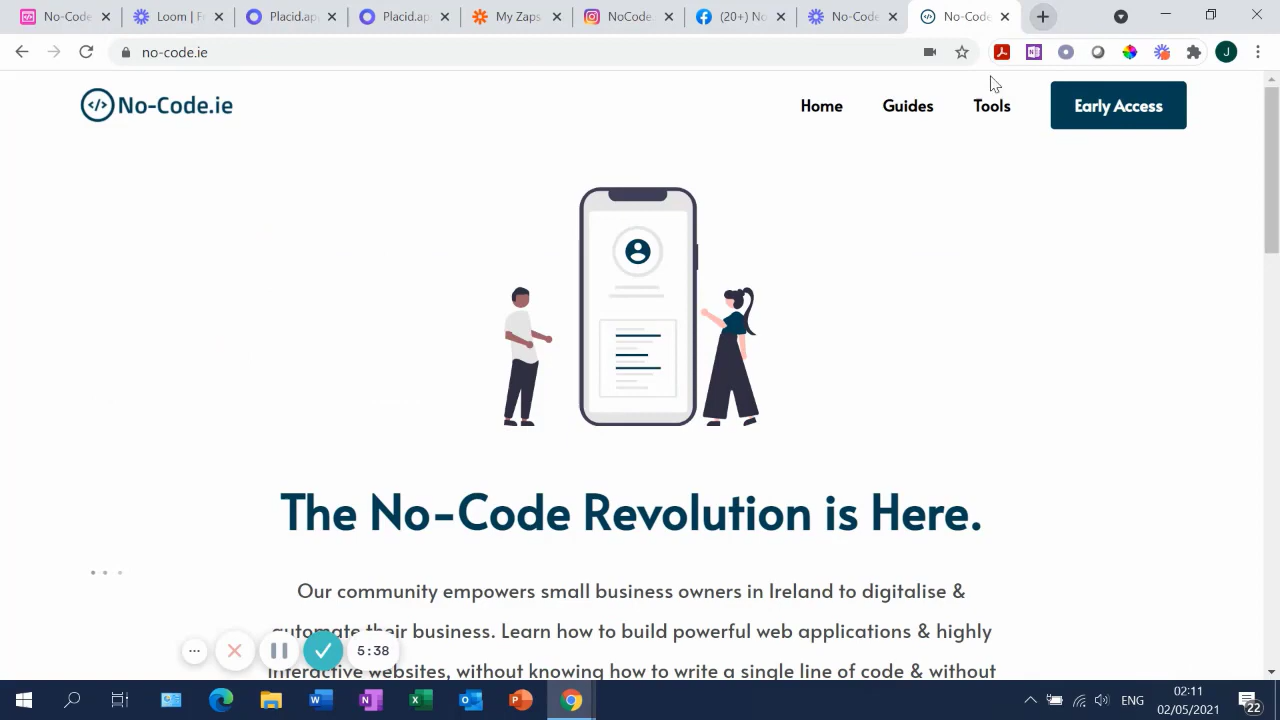 No-Code
Loom | F
Placid.ap
Placid.ap
My Zaps
NoCode
(20+) No
No-Code
No-Code
no-code.ie
J
</> No-Code.ie
Home
Guides
Tools
Early Access
The No-Code Revolution is Here.
Our community empowers small business owners in Ireland to digitalise &
automate their business. Learn how to build powerful web applications & highly
interactive websites, without knowing how to write a single line of code & without
5:38
ENG
02:11
02/05/2021
22